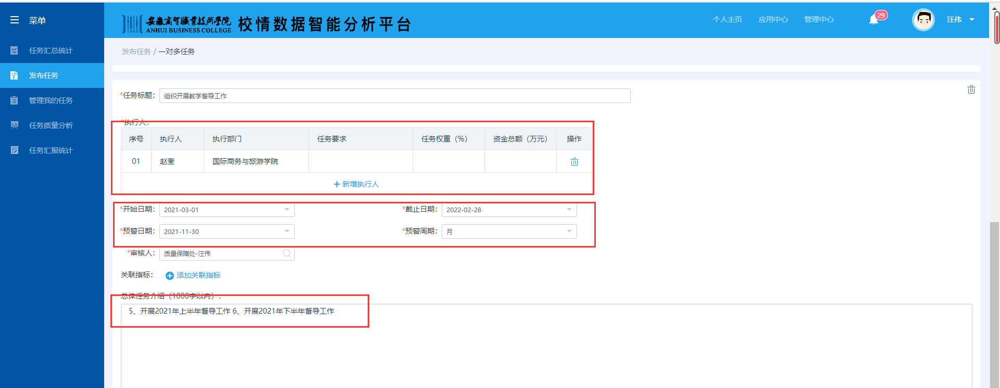 菜单
任务汇总统计
发布任务
管理我的任务
任务质量分析
任务汇报统计
安徽商贸职业技术学院
ANHUI BUSINESS COLLEGE
校情数据智能分析平台
个人主页 应用中心 管理中心 29 汪伟
发布任务 / 一对多任务
*任务标题: 组织开展教学督导工作
*执行人:
序号 执行人 执行部门 任务要求 任务权重（%） 资金总额（万元） 操作
01 赵奎 国际商务与旅游学院
+ 新增执行人
*开始日期: 2021-03-01 *截止日期: 2022-02-28
*预警日期: 2021-11-30 *预警周期: 月
*审核人: 质量保障处-汪伟
关联指标: 添加关联指标
总体任务介绍（1000字以内）:
5、开展2021年上半年督导工作 6、开展2021年下半年督导工作